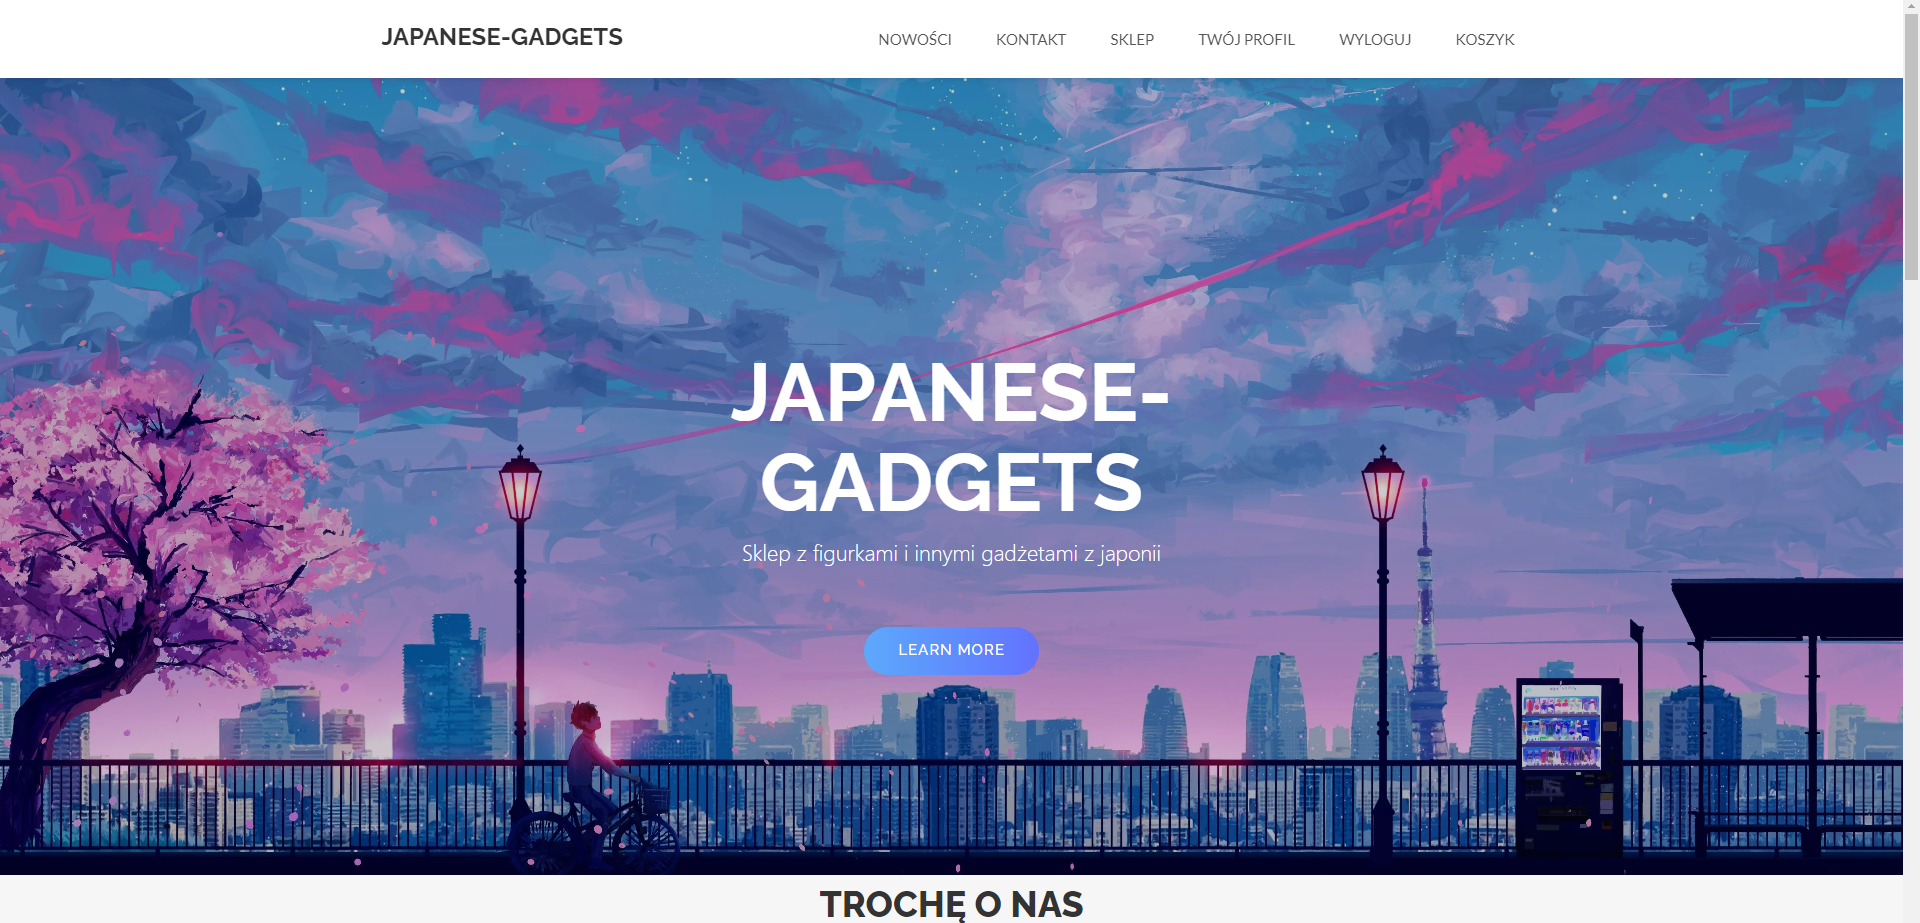 JAPANESE-GADGETS
NOWOŚCI KONTAKT SKLEP TWÓJ PROFIL WYLOGUJ KOSZYK
JAPANESE-
GADGETS
Sklep z figurkami i innymi gadżetami z japonii
LEARN MORE
TROCHĘ O NAS